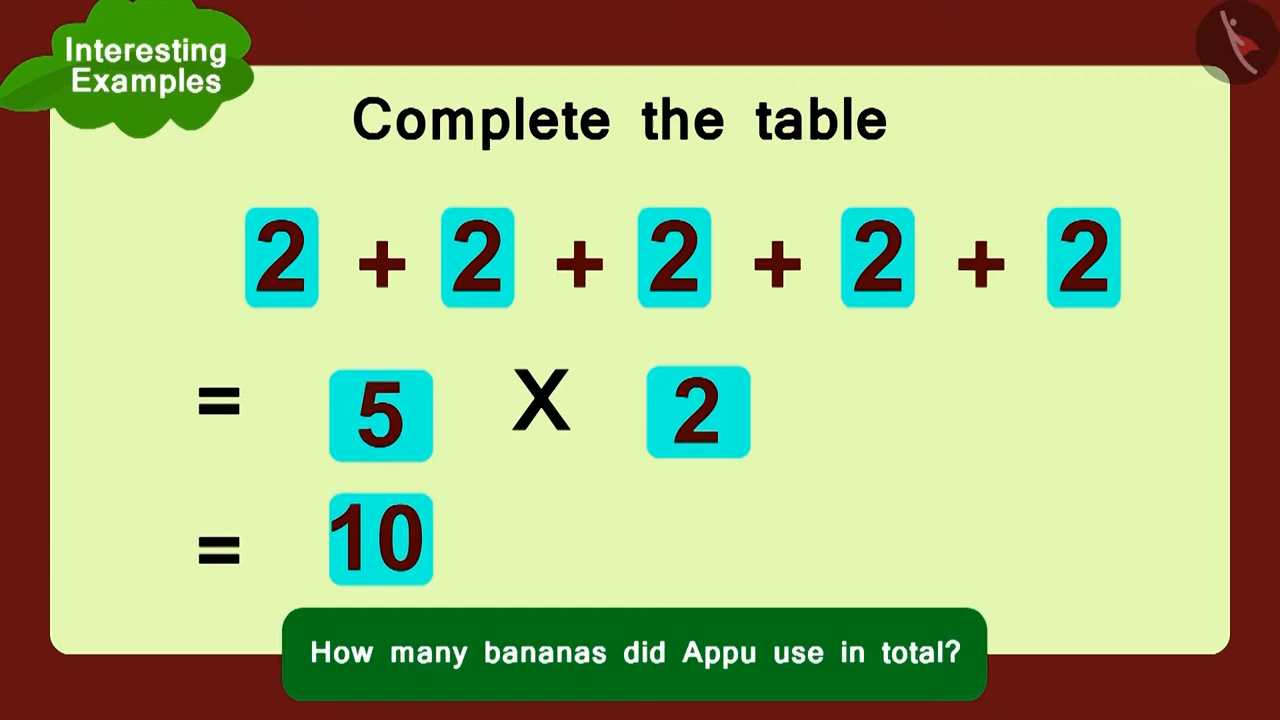 Interesting
Examples
Complete the table
2 + 2 + 2 + 2 + 2
= 5 X 2
= 10
How many bananas did Appu use in total?